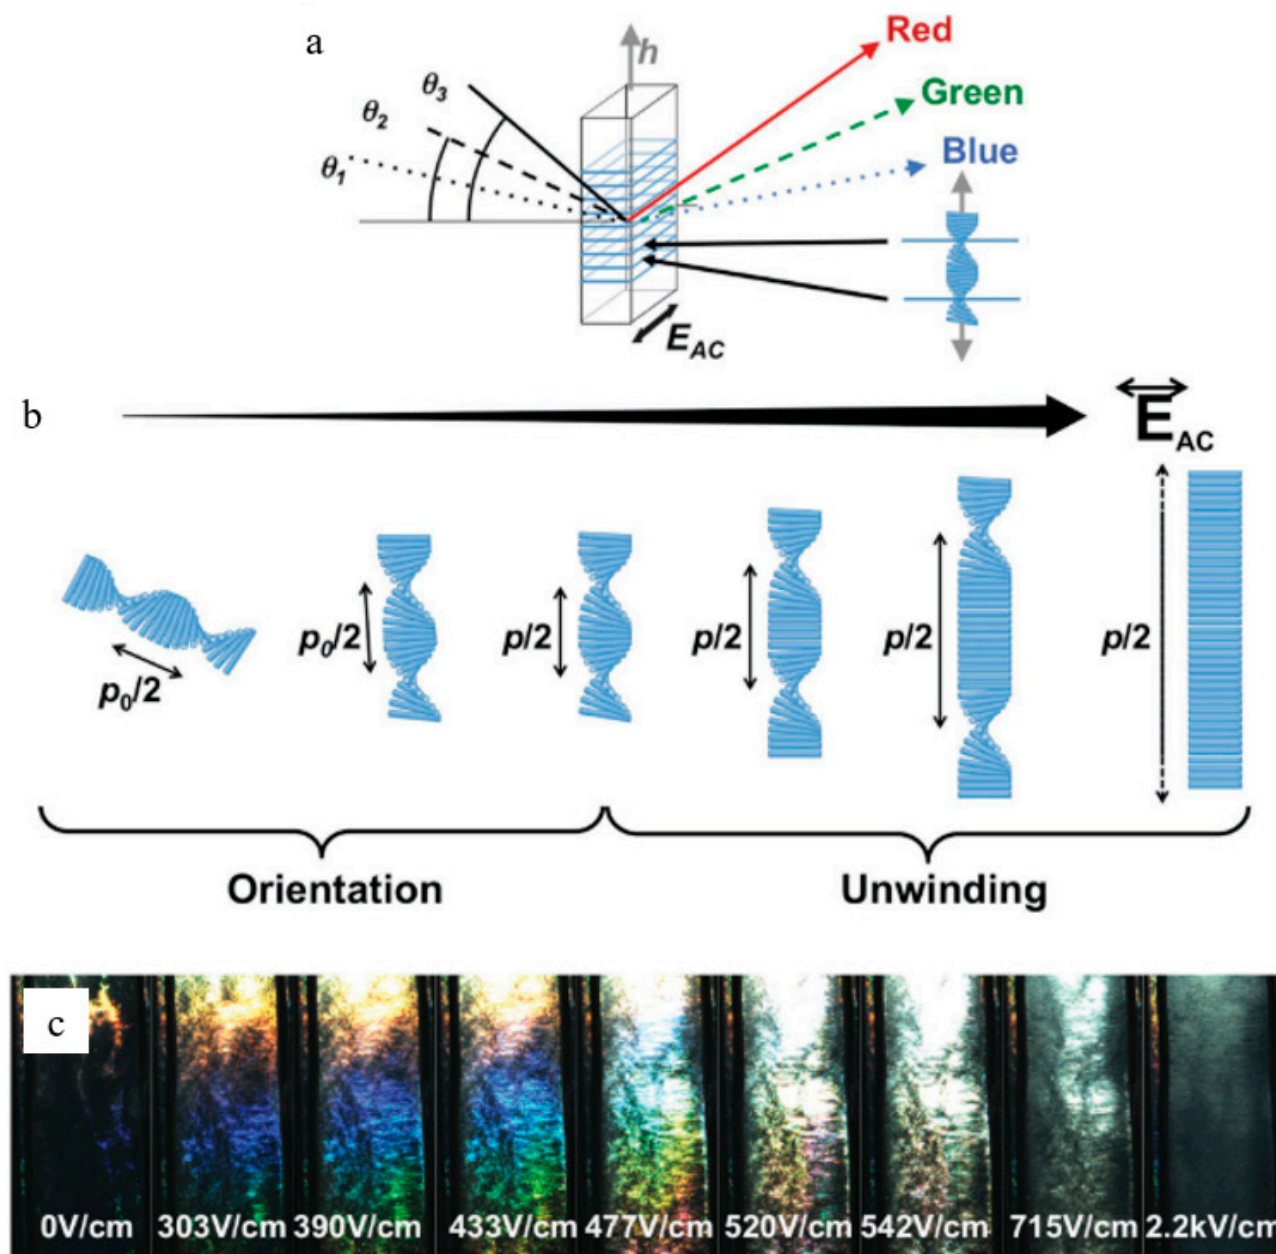 a
h
Red
θ3
Green
θ2
Blue
θ1
EAC
b
EAC
p0/2
p0/2
p/2
p/2
p/2
p/2
Orientation
Unwinding
c
0V/cm 303V/cm 390V/cm 433V/cm 477V/cm 520V/cm 542V/cm 715V/cm 2.2kV/cm